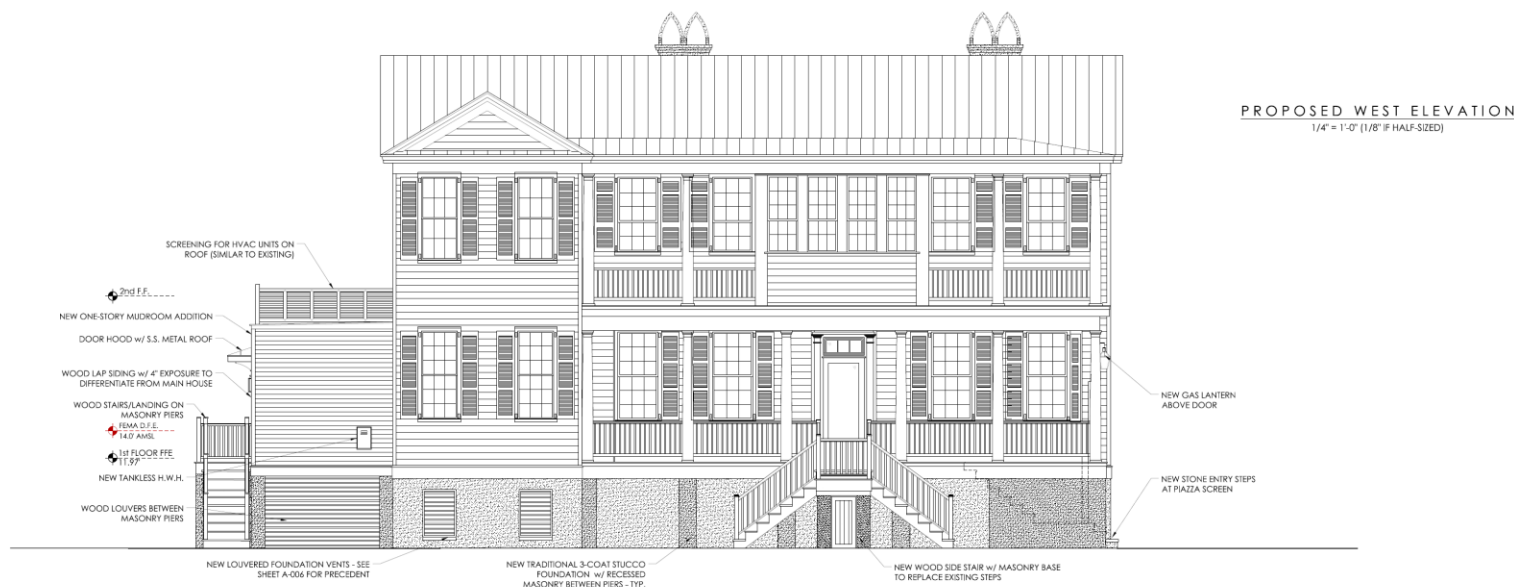 PROPOSED WEST ELEVATION
1/4" = 1'-0" (1/8" IF HALF-SIZED)
SCREENING FOR HVAC UNITS ON
ROOF (SIMILAR TO EXISTING)
2nd F.F.
NEW ONE-STORY MUDROOM ADDITION
DOOR HOOD w/ S.S. METAL ROOF
WOOD LAP SIDING w/ 4" EXPOSURE TO
DIFFERENTIATE FROM MAIN HOUSE
WOOD STAIRS/LANDING ON
MASONRY PIERS
FEMA D.F.E.
14.0' AMSL
1st FLOOR FFE
11.97'
NEW TANKLESS H.W.H.
WOOD LOUVERS BETWEEN
MASONRY PIERS
NEW GAS LANTERN
ABOVE DOOR
NEW STONE ENTRY STEPS
AT PIAZZA SCREEN
NEW LOUVERED FOUNDATION VENTS - SEE
SHEET A-006 FOR PRECEDENT
NEW TRADITIONAL 3-COAT STUCCO
FOUNDATION w/ RECESSED
MASONRY BETWEEN PIERS - TYP.
NEW WOOD SIDE STAIR w/ MASONRY BASE
TO REPLACE EXISTING STEPS